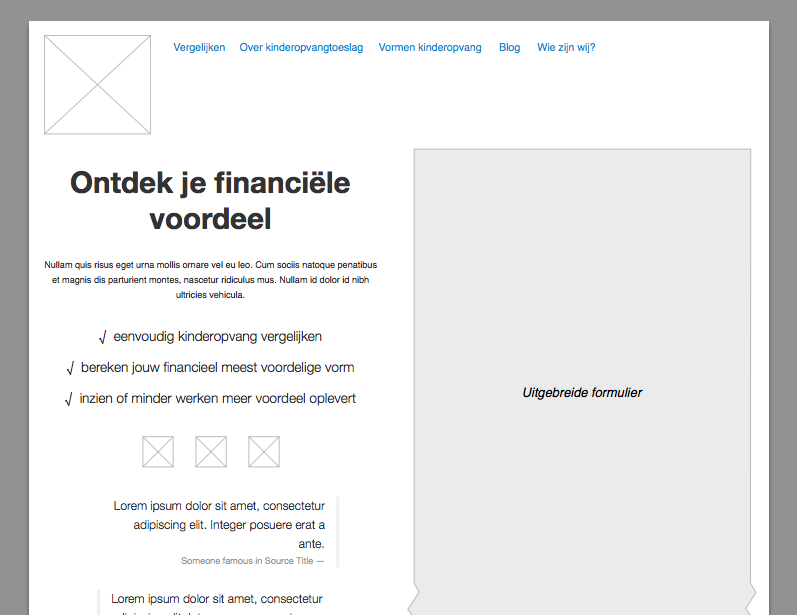 Vergelijken Over kinderopvangtoeslag Vormen kinderopvang Blog Wie zijn wij?
Ontdek je financiële
voordeel
Nullam quis risus eget urna mollis ornare vel eu leo. Cum sociis natoque penatibus
et magnis dis parturient montes, nascetur ridiculus mus. Nullam id dolor id nibh
ultricies vehicula.
√ eenvoudig kinderopvang vergelijken
√ bereken jouw financieel meest voordelige vorm
√ inzien of minder werken meer voordeel oplevert
Lorem ipsum dolor sit amet, consectetur
adipiscing elit. Integer posuere erat a
ante.
Someone famous in Source Title —
Lorem ipsum dolor sit amet, consectetur
Uitgebreide formulier